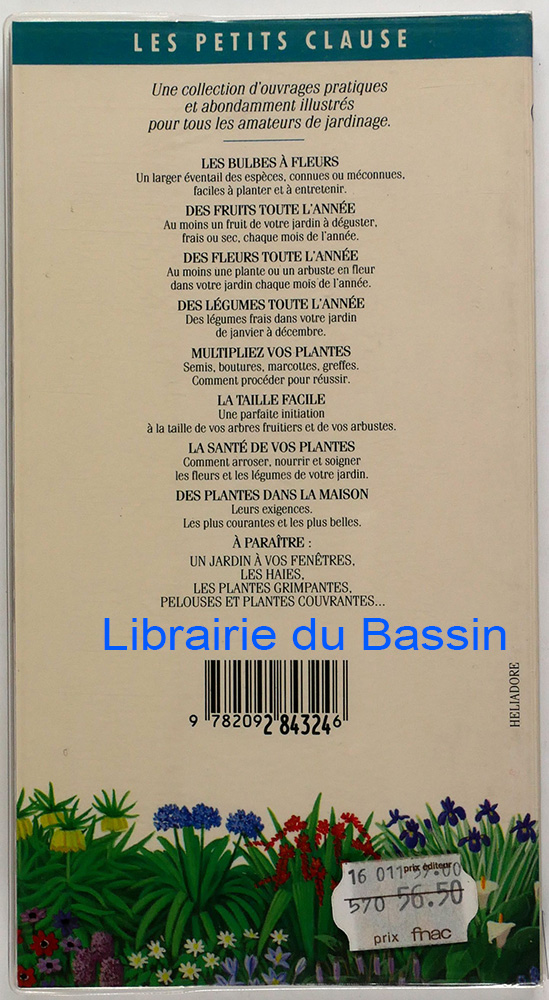 LES PETITS CLAUSE
Une collection d'ouvrages pratiques
et abondamment illustrés
pour tous les amateurs de jardinage.
LES BULBES À FLEURS
Un larger éventail des espèces, connues ou méconnues,
faciles à planter et à entretenir.
DES FRUITS TOUTE L'ANNÉE
Au moins un fruit de votre jardin à déguster,
frais ou sec, chaque mois de l'année.
DES FLEURS TOUTE L'ANNÉE
Au moins une plante ou un arbuste en fleur
dans votre jardin chaque mois de l'année.
DES LÉGUMES TOUTE L'ANNÉE
Des légumes frais dans votre jardin
de janvier à décembre.
MULTIPLIEZ VOS PLANTES
Semis, boutures, marcottes, greffes.
Comment procéder pour réussir.
LA TAILLE FACILE
Une parfaite initiation
à la taille de vos arbres fruitiers et de vos arbustes.
LA SANTÉ DE VOS PLANTES
Comment arroser, nourrir et soigner
les fleurs et les légumes de votre jardin.
DES PLANTES DANS LA MAISON
Leurs exigences.
Les plus courantes et les plus belles.
À PARAÎTRE :
UN JARDIN À VOS FENÊTRES,
LES HAIES,
LES PLANTES GRIMPANTES,
PELOUSES ET PLANTES COUVRANTES...
Librairie du Bassin
HELIADORE
9 782092 843246
prix éditeur
16 011 59.00
570 56.50
prix fnac